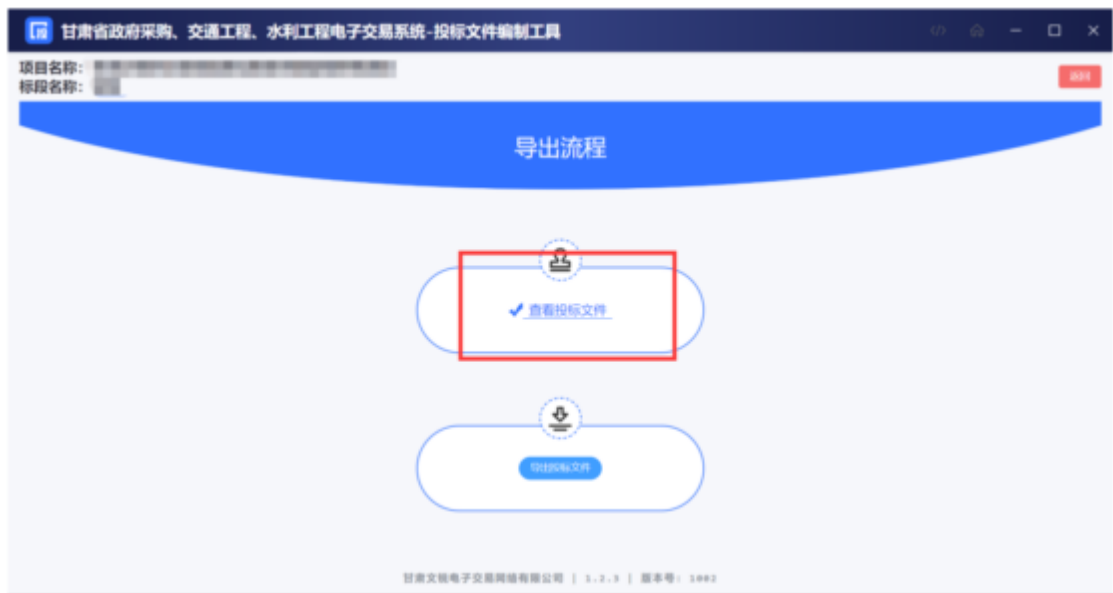 甘肃省政府采购、交通工程、水利工程电子交易系统-投标文件编制工具
项目名称：
标段名称：
返回
导出流程
查看投标文件
导出投标文件
甘肃文锐电子交易网络有限公司 | 1.2.3 | 版本号: 1002